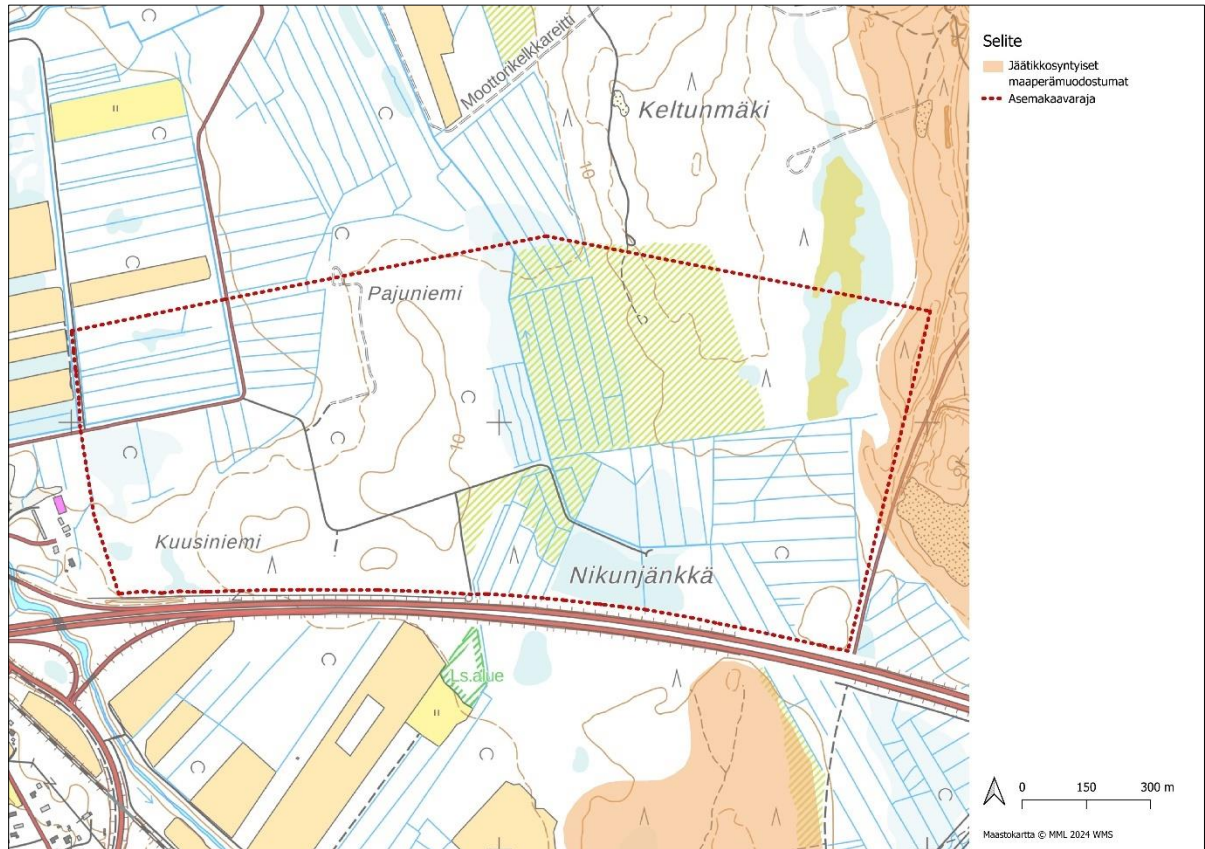 Moottorikelkkareitti
Keltunmäki
10
Pajuniemi
10
Kuusiniemi
Nikunjänkkä
Ls.alue
Selite
Jäätikkosyntyiset
maaperämuodostumat
Asemakaavaraja
0 150 300 m
Maastokartta © MML 2024 WMS